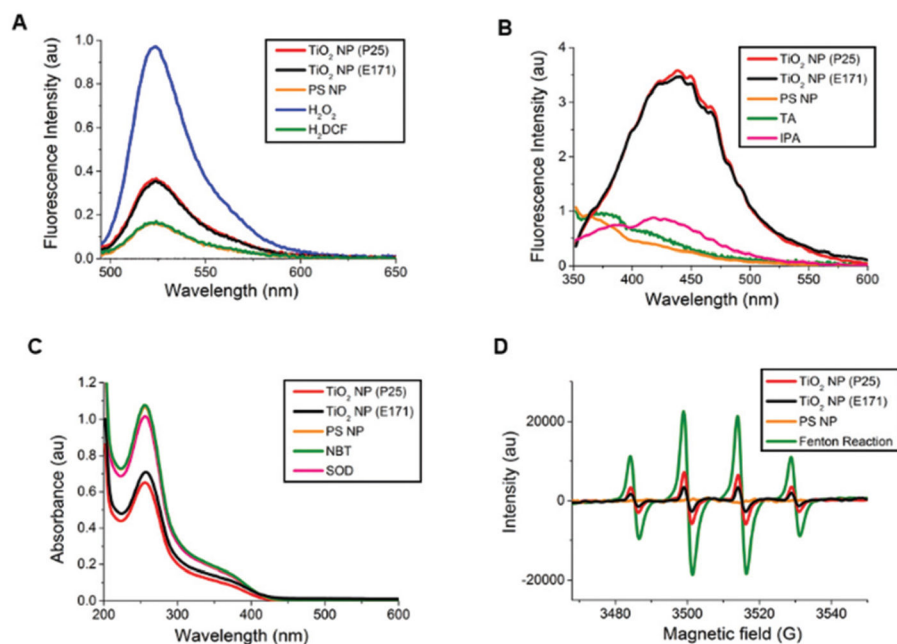 A
Fluorescence Intensity (au)
1.0
0.8
0.6
0.4
0.2
0.0
500
550
600
650
Wavelength (nm)
TiO₂ NP (P25)
TiO₂ NP (E171)
PS NP
H₂O₂
H₂DCF
B
Fluorescence Intensity (au)
4
3
2
1
0
350
400
450
500
550
600
Wavelength (nm)
TiO₂ NP (P25)
TiO₂ NP (E171)
PS NP
TA
IPA
C
Absorbance (au)
1.2
1.0
0.8
0.6
0.4
0.2
0.0
200
300
400
500
600
Wavelength (nm)
TiO₂ NP (P25)
TiO₂ NP (E171)
PS NP
NBT
SOD
D
Intensity (au)
20000
0
-20000
3480
3500
3520
3540
Magnetic field (G)
TiO₂ NP (P25)
TiO₂ NP (E171)
PS NP
Fenton Reaction